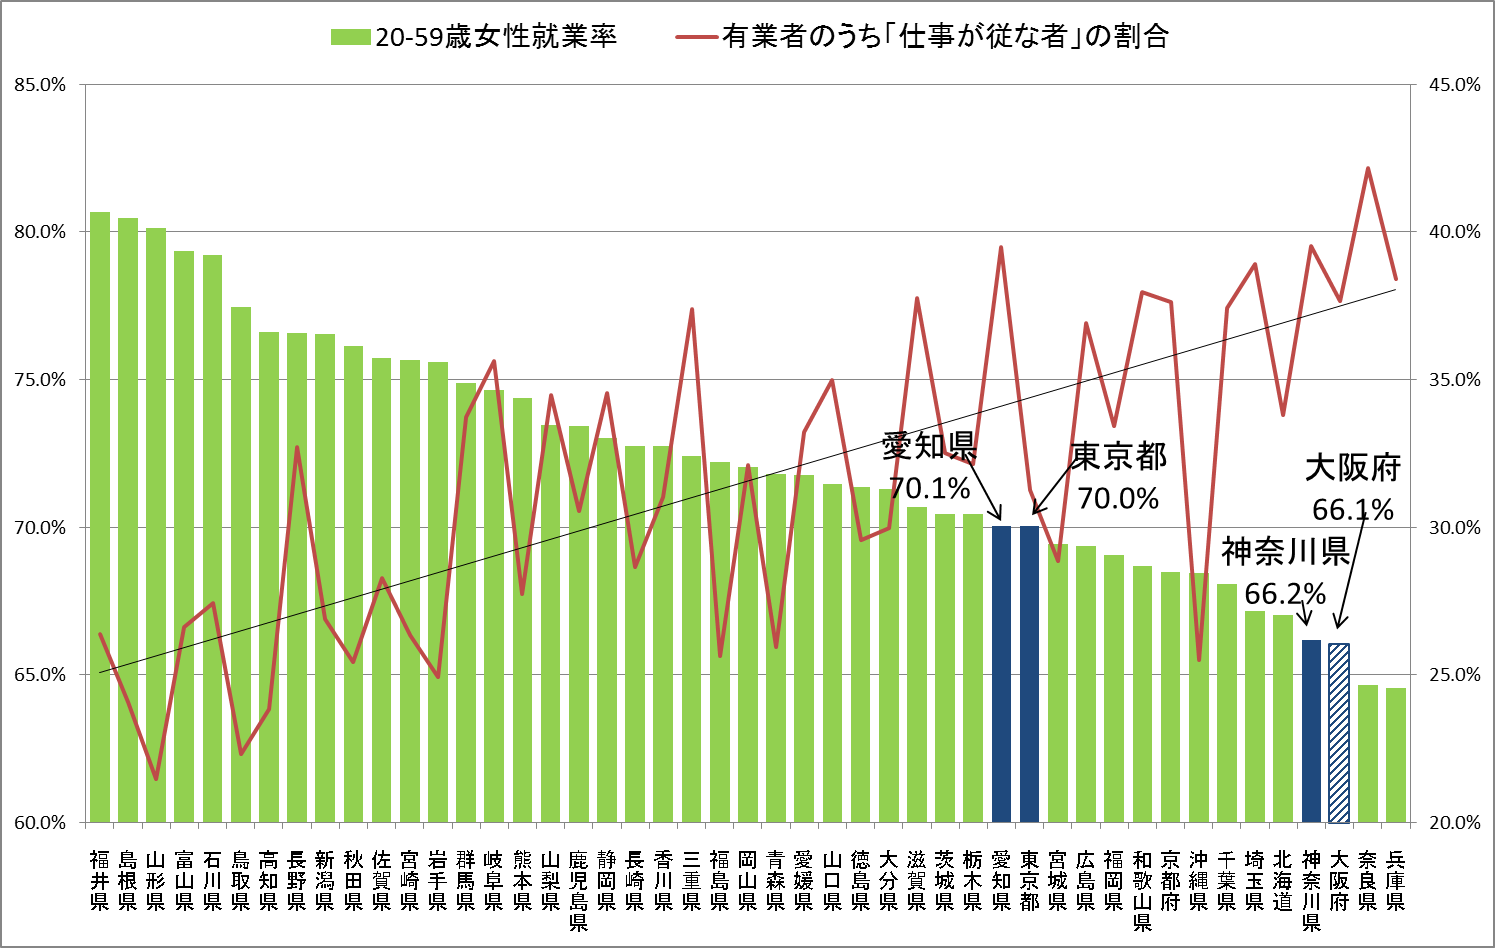 20-59歳女性就業率
有業者のうち「仕事が従な者」の割合
85.0%
80.0%
75.0%
70.0%
65.0%
60.0%
45.0%
40.0%
35.0%
30.0%
25.0%
20.0%
愛知県
70.1%
東京都
70.0%
神奈川県
66.2%
大阪府
66.1%
福井県
島根県
山形県
富山県
石川県
鳥取県
高知県
長野県
新潟県
秋田県
佐賀県
宮崎県
岩手県
群馬県
岐阜県
熊本県
山梨県
鹿児島県
静岡県
長崎県
香川県
三重県
福島県
岡山県
青森県
愛媛県
山口県
徳島県
大分県
滋賀県
茨城県
栃木県
愛知県
東京都
宮城県
広島県
福岡県
和歌山県
京都府
沖縄県
千葉県
埼玉県
北海道
神奈川県
大阪府
奈良県
兵庫県